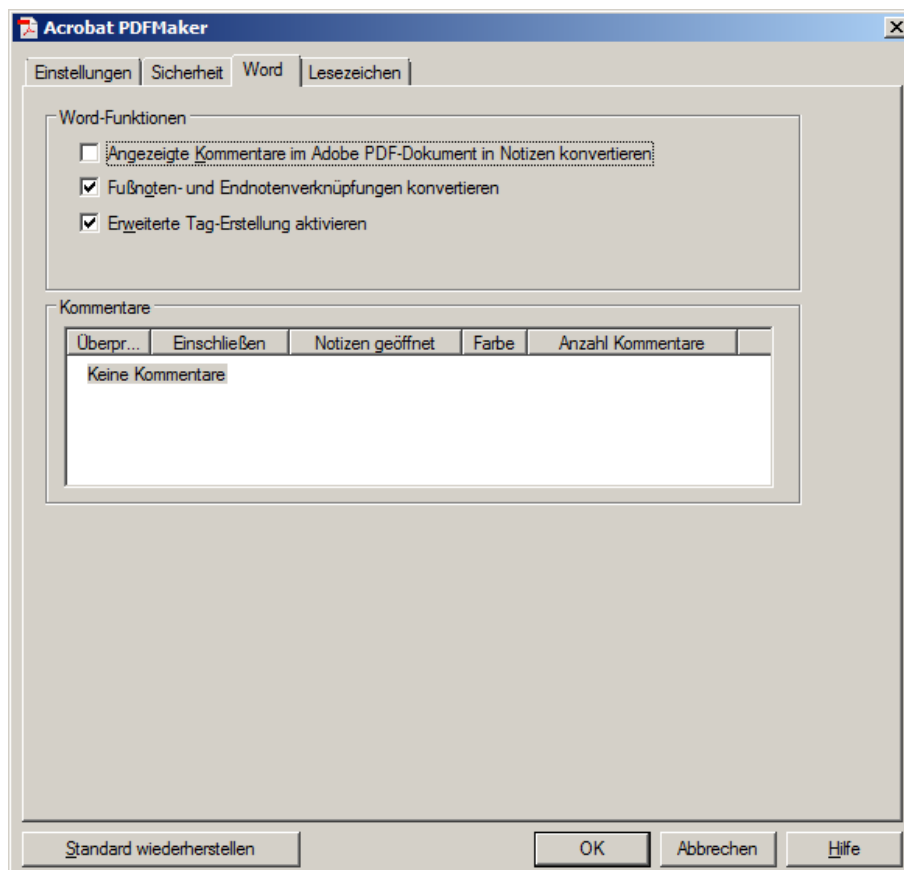 Acrobat PDFMaker
Einstellungen Sicherheit Word Lesezeichen
Word-Funktionen
Angezeigte Kommentare im Adobe PDF-Dokument in Notizen konvertieren
Fußnoten- und Endnotenverknüpfungen konvertieren
Erweiterte Tag-Erstellung aktivieren
Kommentare
Überpr... Einschließen Notizen geöffnet Farbe Anzahl Kommentare
Keine Kommentare
Standard wiederherstellen OK Abbrechen Hilfe